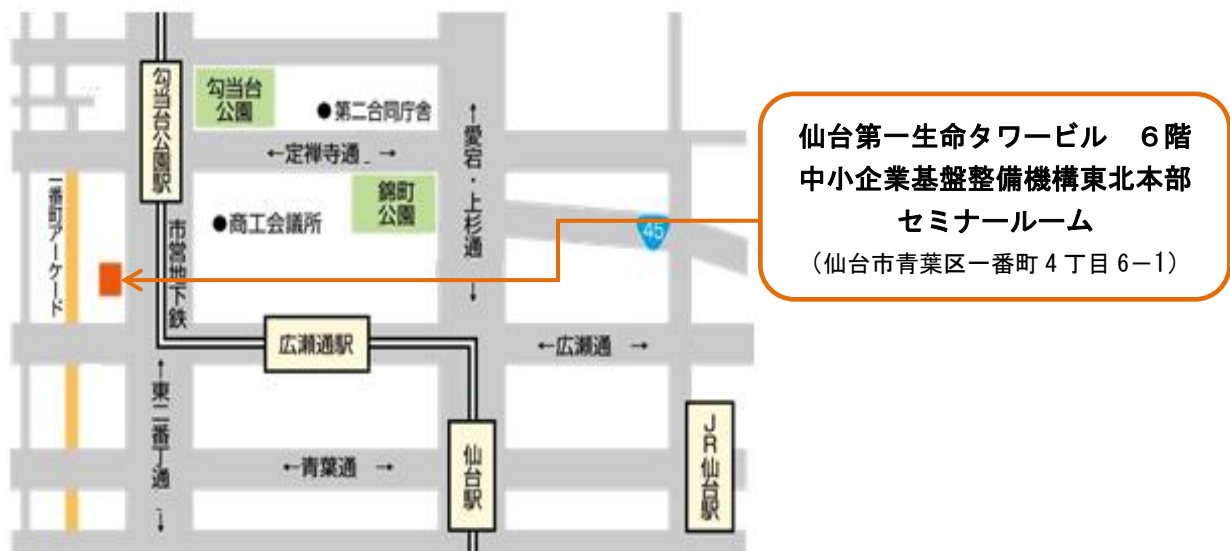 勾当台公園駅
勾当台
公園
●第二合同庁舎
←定禅寺通 →
←愛宕・上杉通 →
錦町
公園
●商工会議所
45
一番町アーケード
市営地下鉄
広瀬通駅
←広瀬通 →
←東二番丁通 →
←青葉通 →
仙台駅
JR仙台駅
仙台第一生命タワービル 6階
中小企業基盤整備機構東北本部
セミナールーム
（仙台市青葉区一番町4丁目6−1）